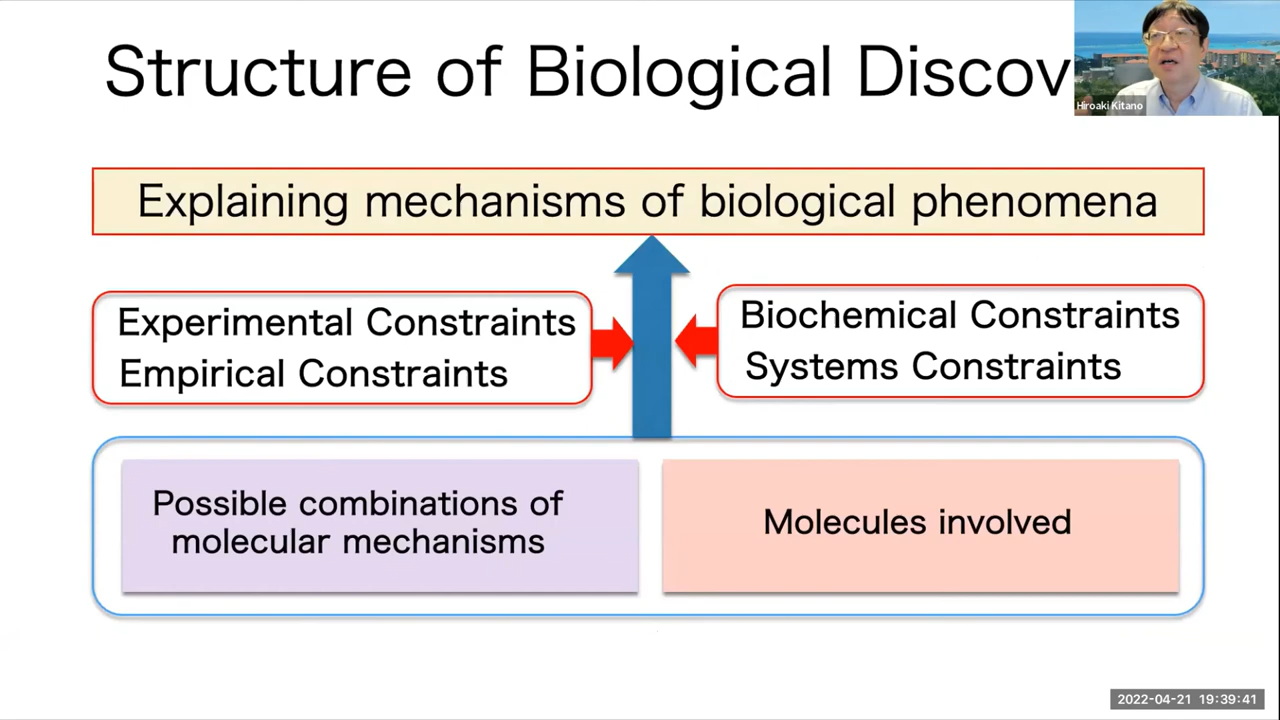 Structure of Biological Discov
Hiroaki Kitano
Explaining mechanisms of biological phenomena
Experimental Constraints
Empirical Constraints
Biochemical Constraints
Systems Constraints
Possible combinations of
molecular mechanisms
Molecules involved
2022-04-21 19:39:41